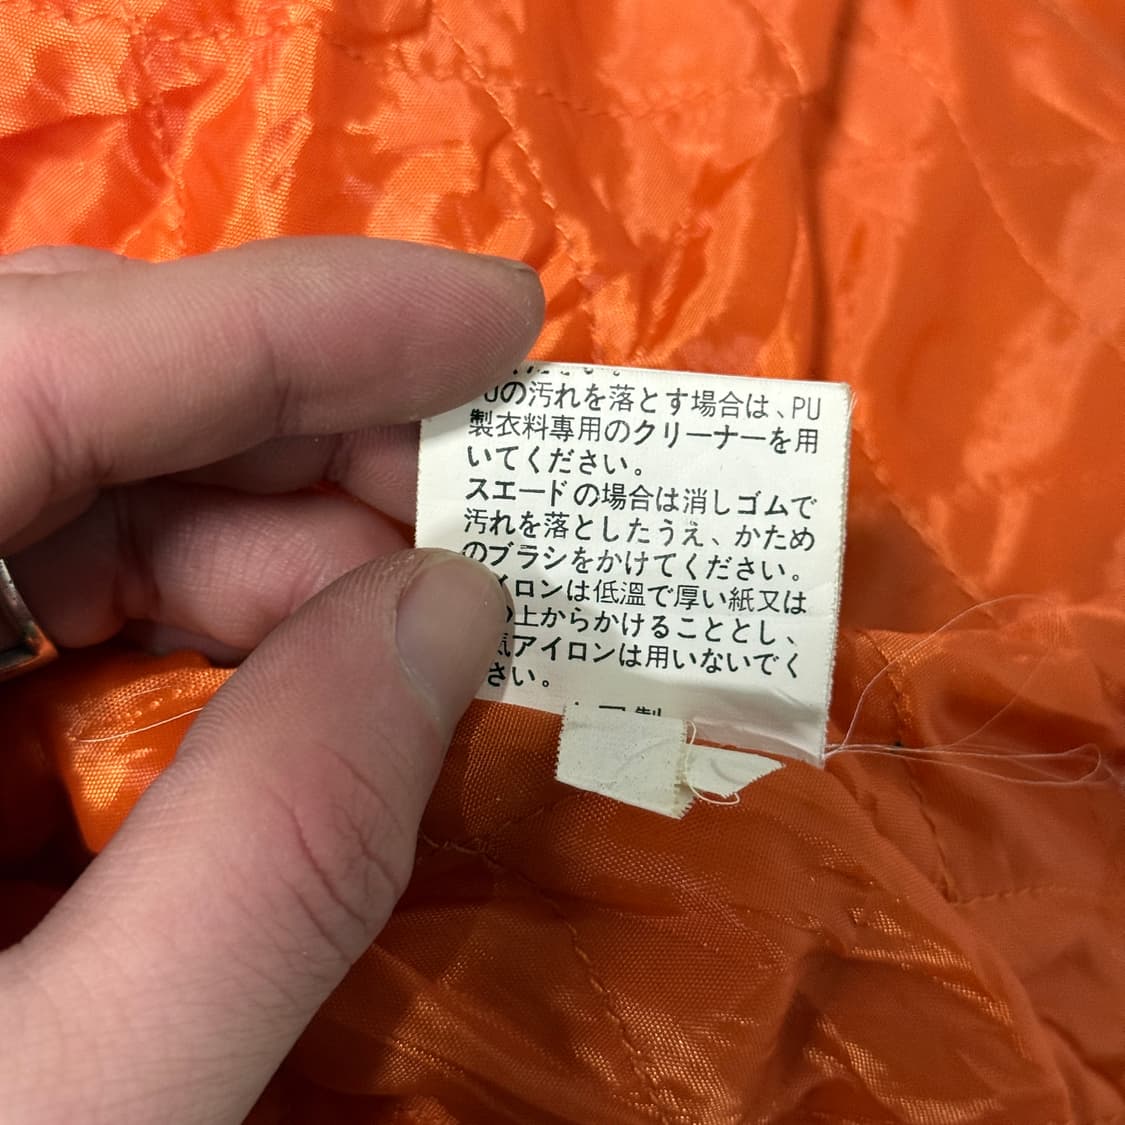 Uの汚れを落とす場合は、PU
製衣料專用のクリーナーを用
いてください。
スエードの場合は消しゴムで
汚れを落としたうえ、かため
のブラシをかけてください。
イロンは低溫で厚い紙又は
の上からかけることとし、
気アイロンは用いないでく
さい。
製